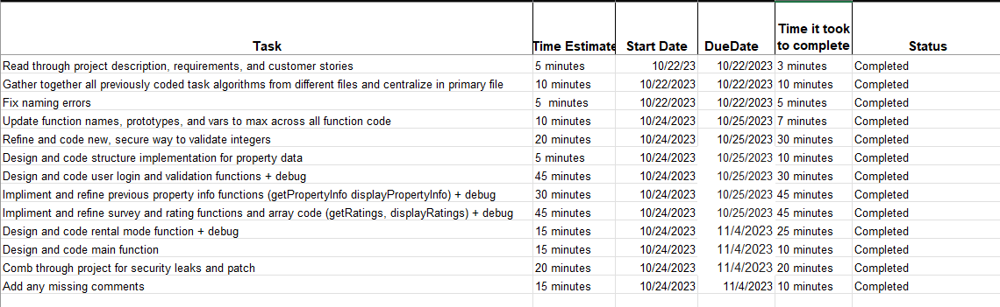 Task Time Estimate Start Date DueDate Time it took to complete Status
Read through project description, requirements, and customer stories 5 minutes 10/22/23 10/22/2023 3 minutes Completed
Gather together all previously coded task algorithms from different files and centralize in primary file 10 minutes 10/22/2023 10/22/2023 10 minutes Completed
Fix naming errors 5 minutes 10/22/2023 10/22/2023 5 minutes Completed
Update function names, prototypes, and vars to max across all function code 10 minutes 10/24/2023 10/25/2023 7 minutes Completed
Refine and code new, secure way to validate integers 20 minutes 10/24/2023 10/25/2023 30 minutes Completed
Design and code structure implementation for property data 5 minutes 10/24/2023 10/25/2023 10 minutes Completed
Design and code user login and validation functions + debug 45 minutes 10/24/2023 10/25/2023 30 minutes Completed
Impliment and refine previous property info functions (getPropertyInfo displayPropertyInfo) + debug 30 minutes 10/24/2023 10/25/2023 45 minutes Completed
Impliment and refine survey and rating functions and array code (getRatings, displayRatings) + debug 45 minutes 10/24/2023 10/25/2023 45 minutes Completed
Design and code rental mode function + debug 15 minutes 10/24/2023 11/4/2023 25 minutes Completed
Design and code main function 15 minutes 10/24/2023 11/4/2023 10 minutes Completed
Comb through project for security leaks and patch 20 minutes 10/24/2023 11/4/2023 20 minutes Completed
Add any missing comments 15 minutes 10/24/2023 11/4/2023 10 minutes Completed